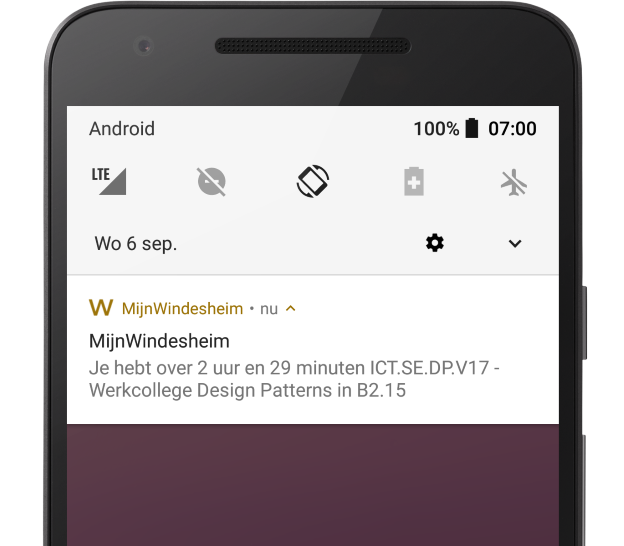 Android 100% 07:00
LTE
Wo 6 sep.
W MijnWindesheim • nu
MijnWindesheim
Je hebt over 2 uur en 29 minuten ICT.SE.DP.V17 -
Werkcollege Design Patterns in B2.15